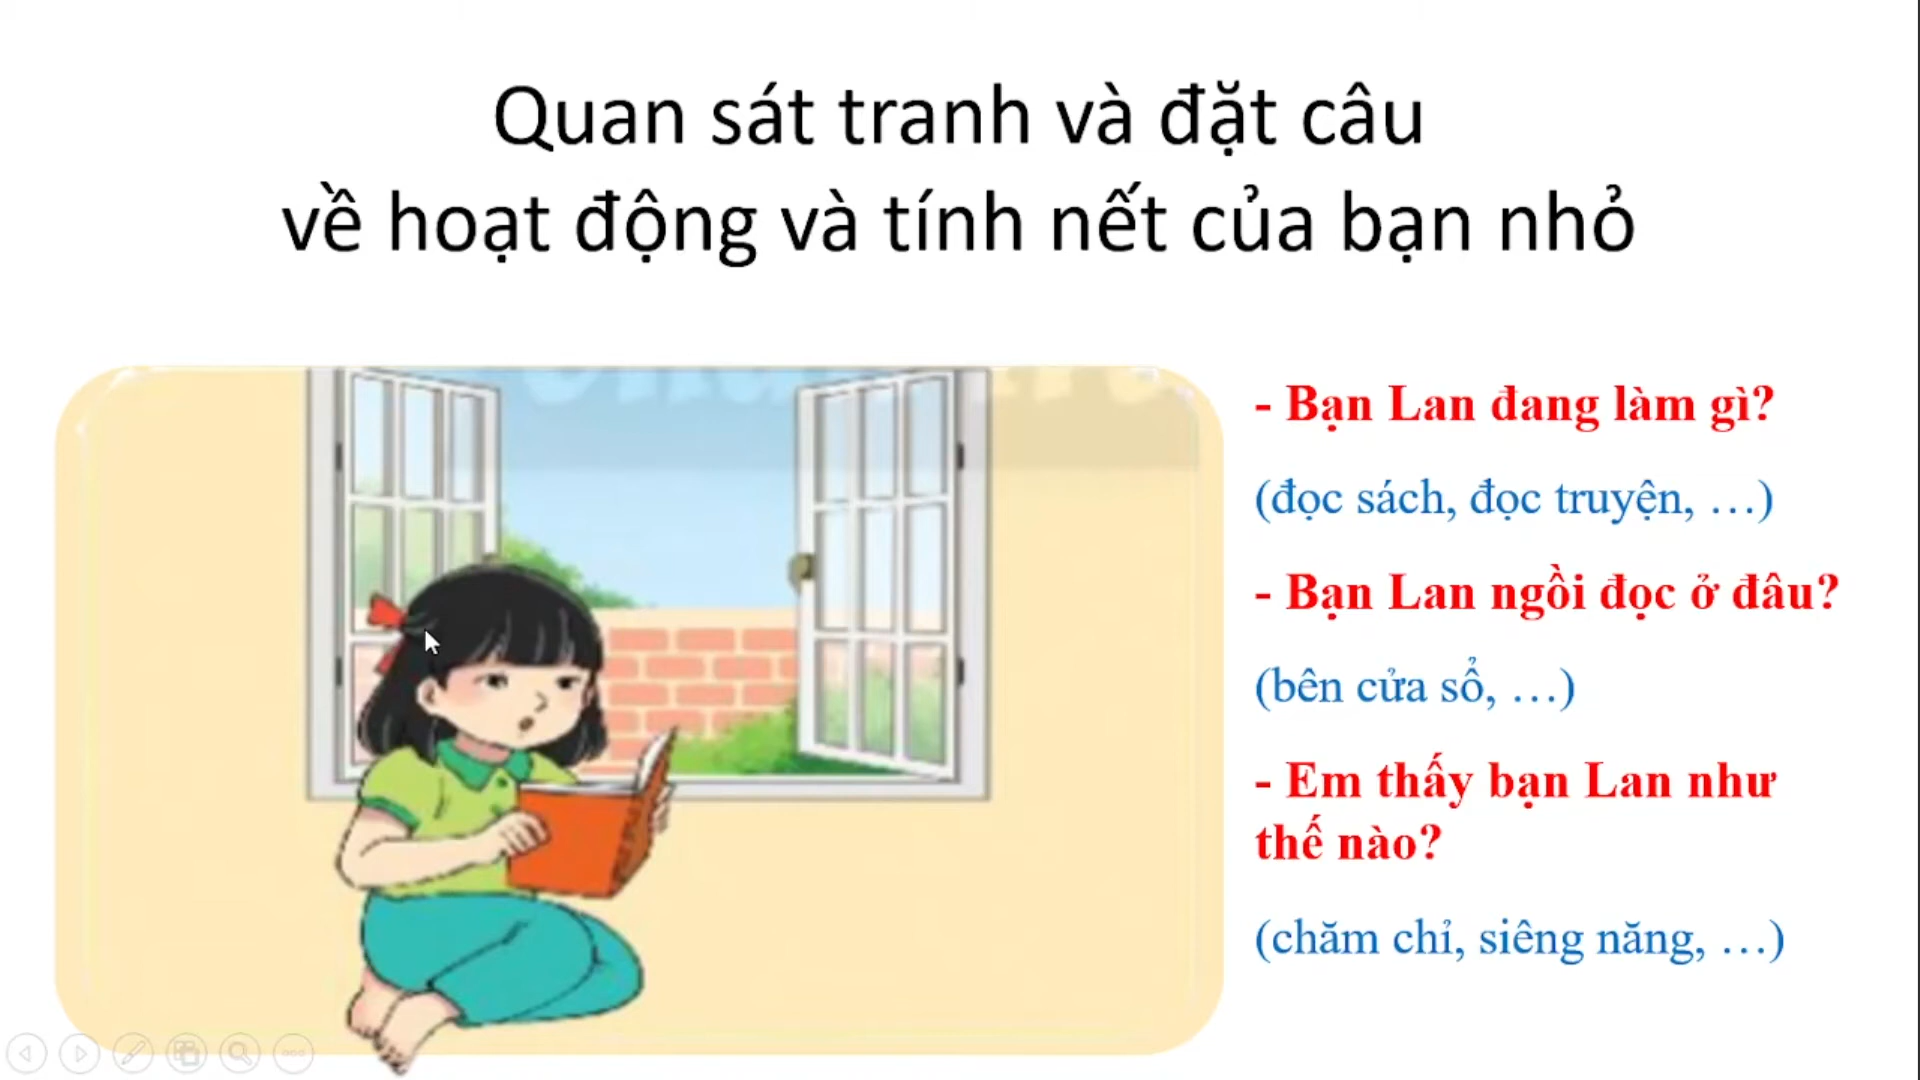 Quan sát tranh và đặt câu
về hoạt động và tính nết của bạn nhỏ
- Bạn Lan đang làm gì?
(đọc sách, đọc truyện, …)
- Bạn Lan ngồi đọc ở đâu?
(bên cửa sổ, …)
- Em thấy bạn Lan như
thế nào?
(chăm chỉ, siêng năng, …)